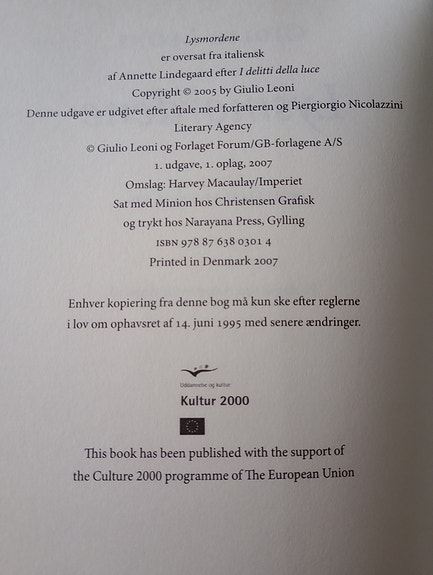 Lysmordene
er oversat fra italiensk
af Annette Lindegaard efter I delitti della luce
Copyright © 2005 by Giulio Leoni
Denne udgave er udgivet efter aftale med forfatteren og Piergiorgio Nicolazzini
Literary Agency
© Giulio Leoni og Forlaget Forum/GB-forlagene A/S
1. udgave, 1. oplag, 2007
Omslag: Harvey Macaulay/Imperiet
Sat med Minion hos Christensen Grafisk
og trykt hos Narayana Press, Gylling
ISBN 978 87 638 0301 4
Printed in Denmark 2007
Enhver kopiering fra denne bog må kun ske efter reglerne
i lov om ophavsret af 14. juni 1995 med senere ændringer.
Uddannelse og kultur
Kultur 2000
This book has been published with the support of
the Culture 2000 programme of The European Union